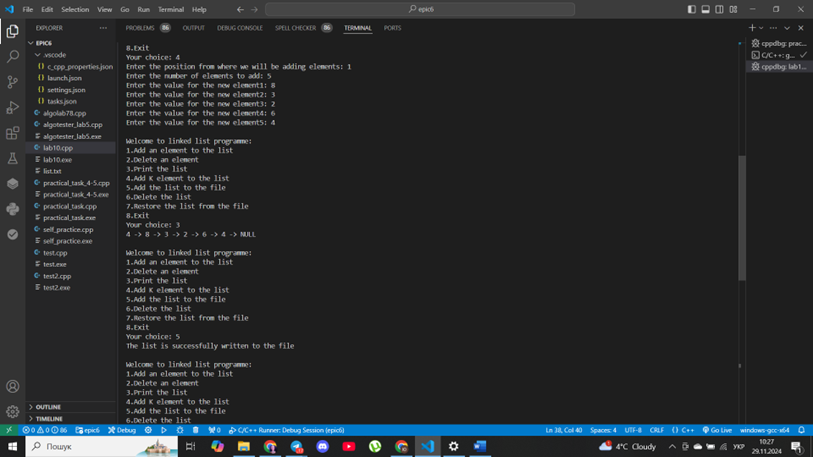 File Edit Selection View Go Run Terminal Help
epic6
EXPLORER
EPIC6
.vscode
c_cpp_properties.json
launch.json
settings.json
tasks.json
algolab78.cpp
algotester_lab5.cpp
algotester_lab5.exe
lab10.cpp
lab10.exe
list.txt
practical_task_4-5.cpp
practical_task_4-5.exe
practical_task.cpp
practical_task.exe
self_practice.cpp
self_practice.exe
test.cpp
test.exe
test2.cpp
test2.exe
OUTLINE
TIMELINE
PROBLEMS 86 OUTPUT DEBUG CONSOLE SPELL CHECKER 86 TERMINAL PORTS
8.Exit
Your choice: 4
Enter the position from where we will be adding elements: 1
Enter the number of elements to add: 5
Enter the value for the new element1: 8
Enter the value for the new element2: 3
Enter the value for the new element3: 2
Enter the value for the new element4: 6
Enter the value for the new element5: 4
Welcome to linked list programme:
1.Add an element to the list
2.Delete an element
3.Print the list
4.Add K element to the list
5.Add the list to the file
6.Delete the list
7.Restore the list from the file
8.Exit
Your choice: 3
4 -> 8 -> 3 -> 2 -> 6 -> 4 -> NULL
Welcome to linked list programme:
1.Add an element to the list
2.Delete an element
3.Print the list
4.Add K element to the list
5.Add the list to the file
6.Delete the list
7.Restore the list from the file
8.Exit
Your choice: 5
The list is successfully written to the file
Welcome to linked list programme:
1.Add an element to the list
2.Delete an element
3.Print the list
4.Add K element to the list
5.Add the list to the file
6.Delete the list
cppdbg: prac...
C/C++: g...
cppdbg: lab1...
0 0 86 epic6 Debug 0 C/C++ Runner: Debug Session (epic6) Ln 38, Col 40 Spaces: 4 UTF-8 CRLF {} C++ Go Live windows-gcc-x64
Пошук
4°C Cloudy
УКР
10:27
29.11.2024